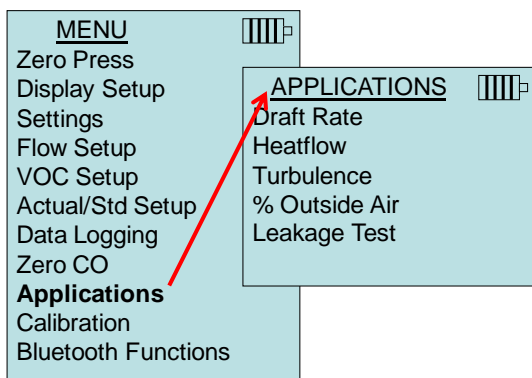 MENU
Zero Press
Display Setup
Settings
Flow Setup
VOC Setup
Actual/Std Setup
Data Logging
Zero CO
Applications
Calibration
Bluetooth Functions
APPLICATIONS
Draft Rate
Heatflow
Turbulence
% Outside Air
Leakage Test